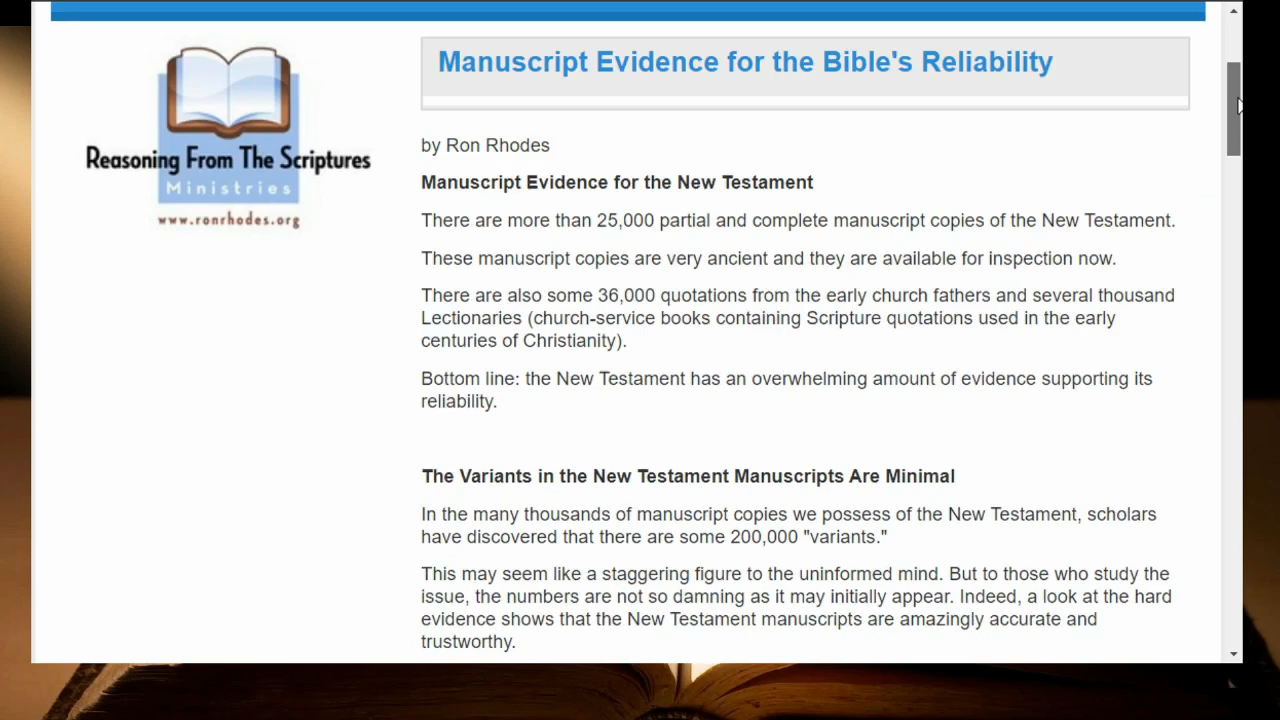 Manuscript Evidence for the Bible's Reliability
Reasoning From The Scriptures
Ministries
www.ronrhodes.org
by Ron Rhodes
Manuscript Evidence for the New Testament
There are more than 25,000 partial and complete manuscript copies of the New Testament.
These manuscript copies are very ancient and they are available for inspection now.
There are also some 36,000 quotations from the early church fathers and several thousand
Lectionaries (church-service books containing Scripture quotations used in the early
centuries of Christianity).
Bottom line: the New Testament has an overwhelming amount of evidence supporting its
reliability.
The Variants in the New Testament Manuscripts Are Minimal
In the many thousands of manuscript copies we possess of the New Testament, scholars
have discovered that there are some 200,000 "variants."
This may seem like a staggering figure to the uninformed mind. But to those who study the
issue, the numbers are not so damning as it may initially appear. Indeed, a look at the hard
evidence shows that the New Testament manuscripts are amazingly accurate and
trustworthy.